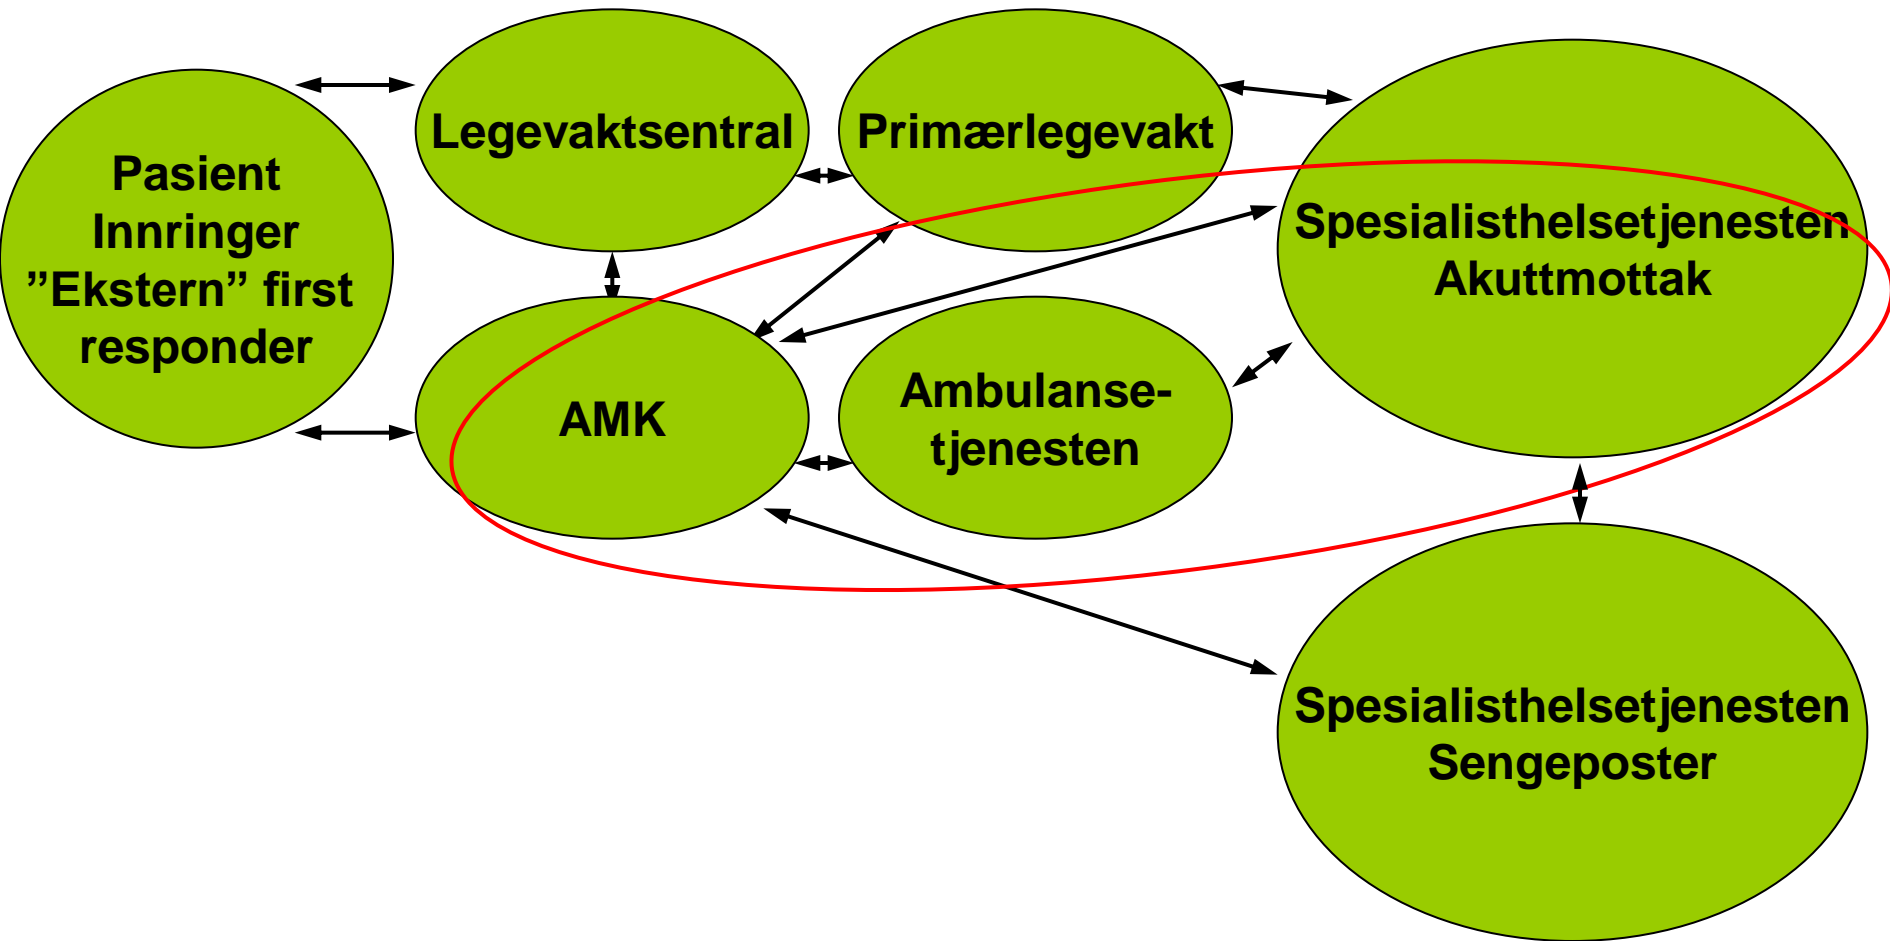 Pasient
Innringer
”Ekstern” first
responder
Legevaktsentral
Primærlegevakt
Spesialisthelsetjenesten
Akuttmottak
AMK
Ambulanse-
tjenesten
Spesialisthelsetjenesten
Sengeposter